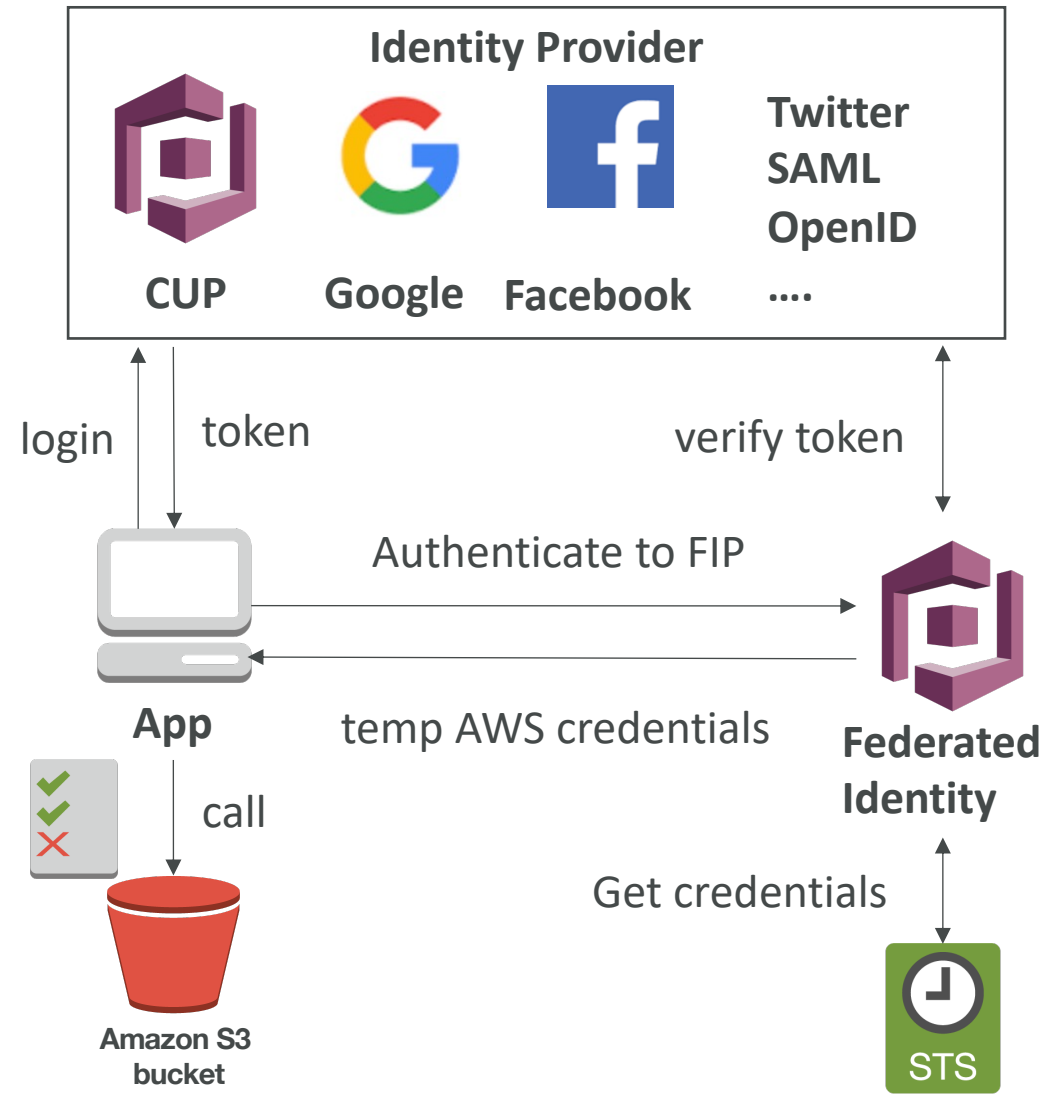 Identity Provider
Twitter
SAML
OpenID
....
CUP
Google
Facebook
login
token
verify token
Authenticate to FIP
App
temp AWS credentials
Federated
Identity
call
Get credentials
Amazon S3
bucket
STS